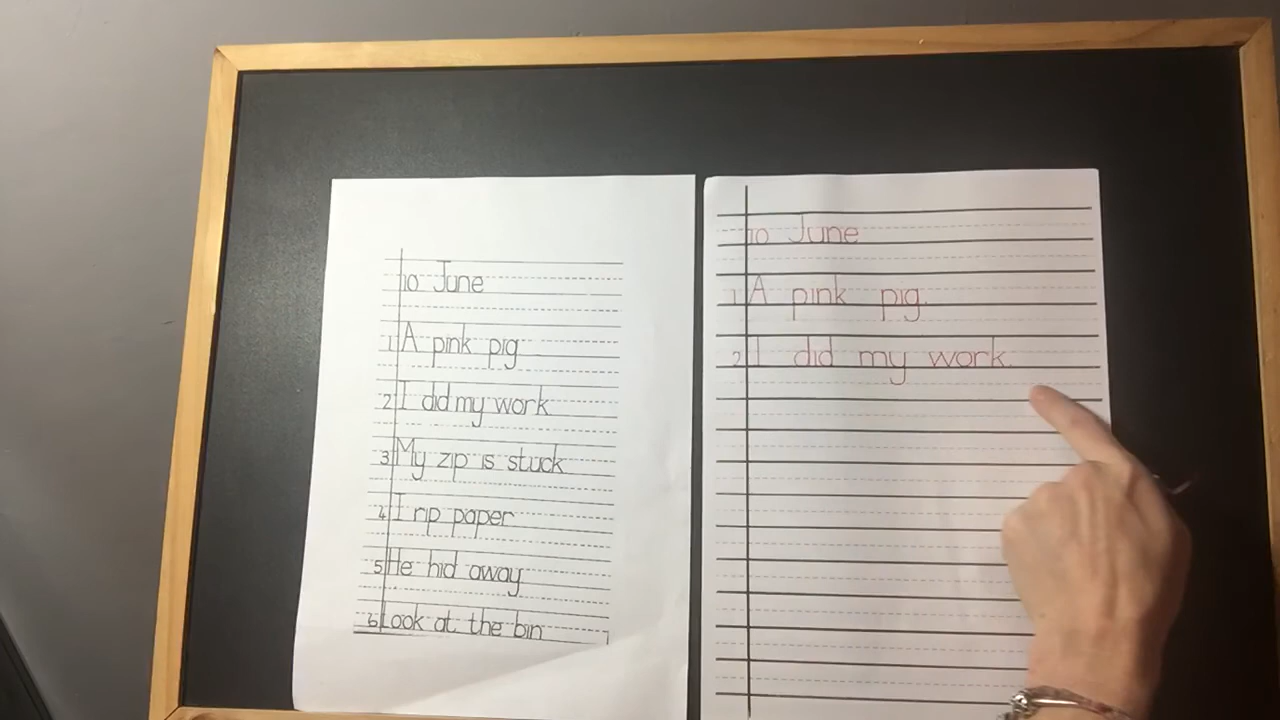 10 June
1 A pink pig
2 I did my work
3 My zip is stuck
4 I rip paper
5 He hid away
6 Look at the bin
10 June
1 A pink pig.
2 I did my work.